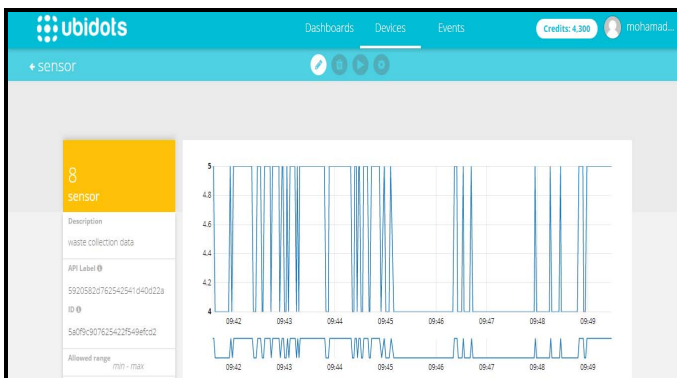 ubidots
Dashboards Devices Events Credits: 4,300 mohamad...
sensor
8
sensor
Description
waste collection data
API Label
5920582d762542541d40d22a
ID
5a0f9c907625422f549efcd2
Allowed range
min - max
5
4.8
4.6
4.4
4.2
4
09:42 09:43 09:44 09:45 09:46 09:47 09:48 09:49
09:42 09:43 09:44 09:45 09:46 09:47 09:48 09:49